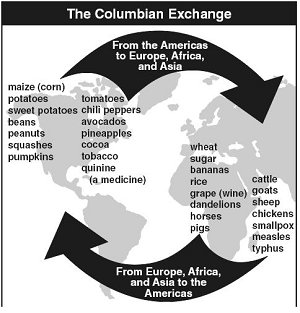 The Columbian Exchange
From the Americas
to Europe, Africa,
and Asia
maize (corn)
potatoes
sweet potatoes
beans
peanuts
squashes
pumpkins
tomatoes
chili peppers
avocados
pineapples
cocoa
tobacco
quinine
(a medicine)
wheat
sugar
bananas
rice
grape (wine)
dandelions
horses
pigs
cattle
goats
sheep
chickens
smallpox
measles
typhus
From Europe, Africa,
and Asia to the
Americas